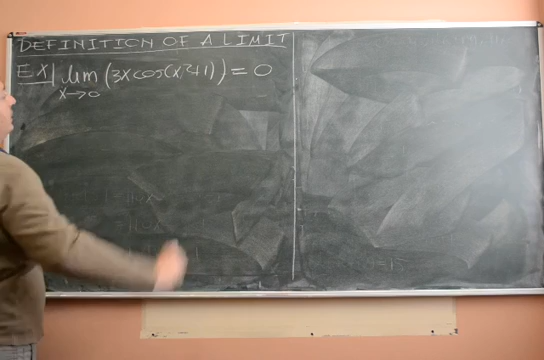 DEFINITION OF A LIMIT
EX lim (3x cos(x²+1)) = 0
x→0